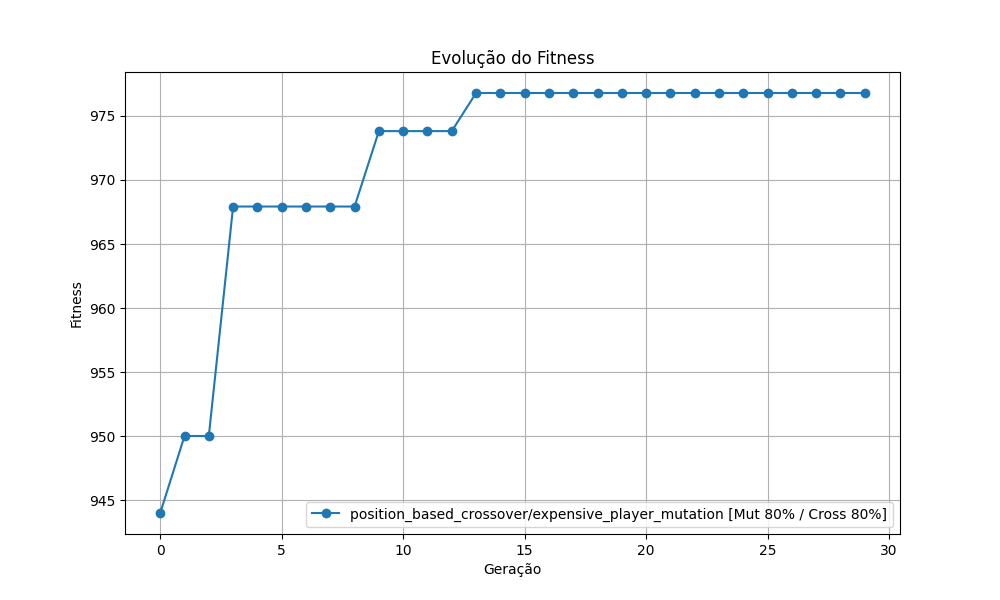 Evolução do Fitness
Fitness
975
970
965
960
955
950
945
position_based_crossover/expensive_player_mutation [Mut 80% / Cross 80%]
0 5 10 15 20 25 30
Geração